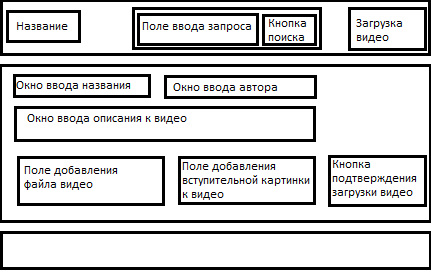 Название
Поле ввода запроса
Кнопка
поиска
Загрузка
видео
Окно ввода названия
Окно ввода автора
Окно ввода описания к видео
Поле добавления
файла видео
Поле добавления
вступительной картинки
к видео
Кнопка
подтверждения
загрузки видео